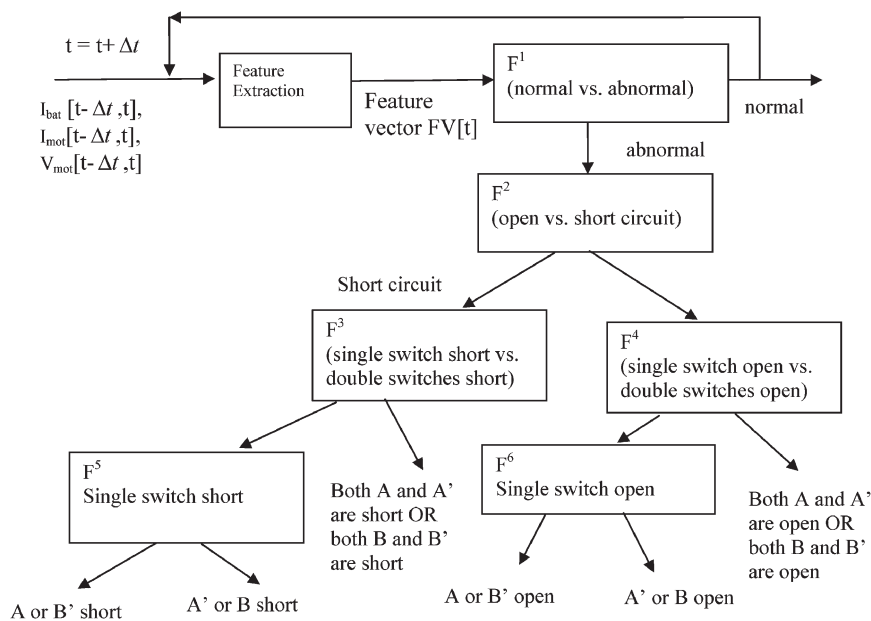 t = t+ Δt
Feature
Extraction
F¹
(normal vs. abnormal)
normal
I_bat [t- Δt ,t],
I_mot[t- Δt ,t],
V_mot[t- Δt ,t]
Feature
vector FV[t]
abnormal
F²
(open vs. short circuit)
Short circuit
F³
(single switch short vs.
double switches short)
F⁴
(single switch open vs.
double switches open)
F⁵
Single switch short
Both A and A’
are short OR
both B and B’
are short
F⁶
Single switch open
Both A and A’
are open OR
both B and B’
are open
A or B’ short
A’ or B short
A or B’ open
A’ or B open